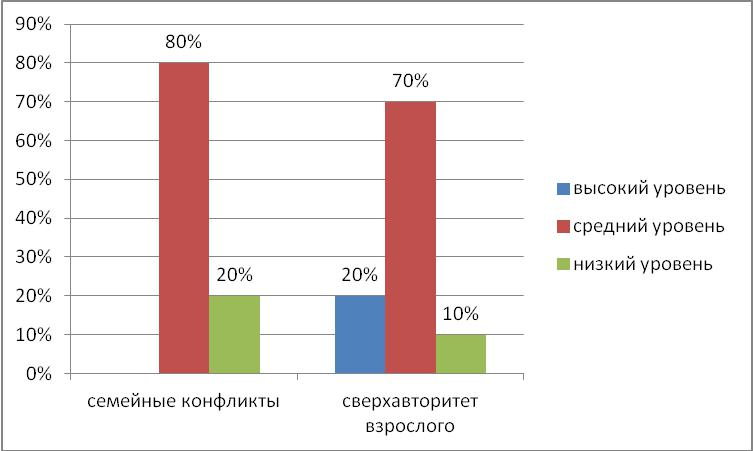 90%
80%
70%
60%
50%
40%
30%
20%
10%
0%
80%
20%
20%
70%
10%
семейные конфликты
сверхавторитет
взрослого
высокий уровень
средний уровень
низкий уровень